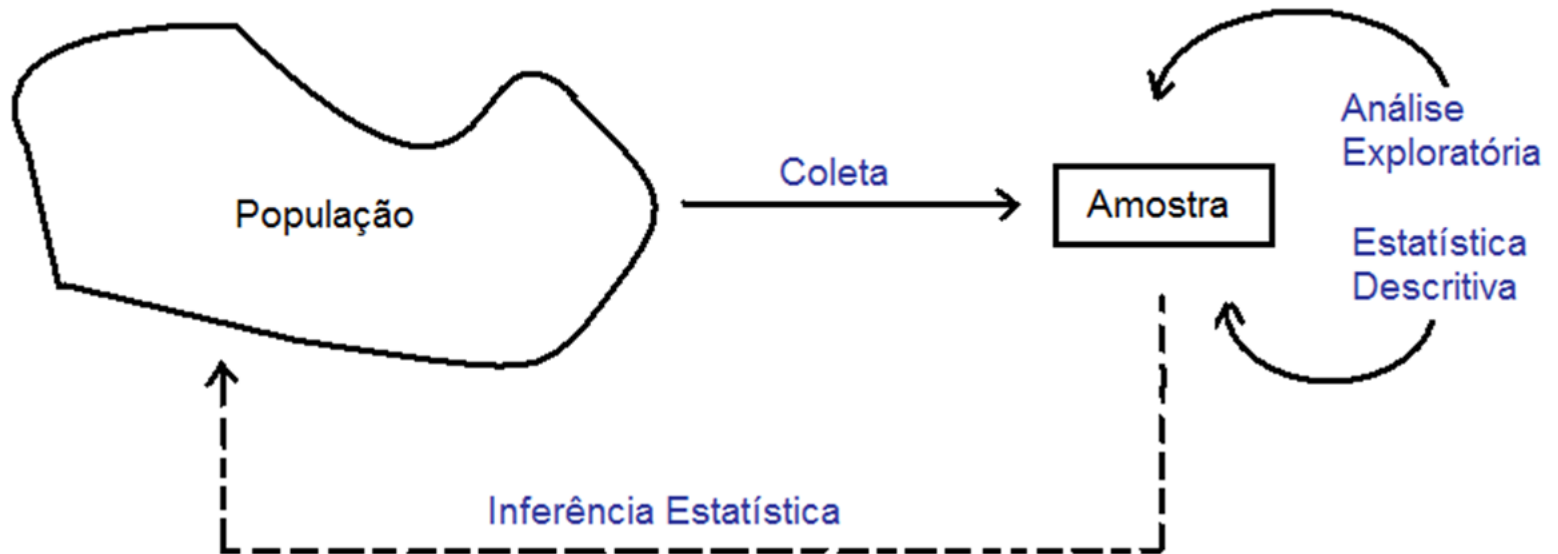 População
Coleta
Amostra
Análise
Exploratória
Estatística
Descritiva
Inferência Estatística